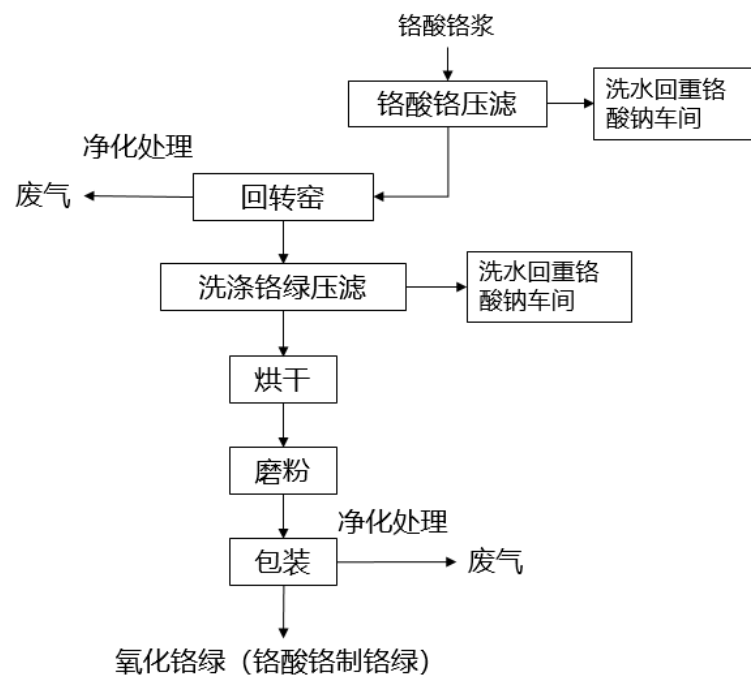 铬酸铬浆
铬酸铬压滤
洗水回重铬
酸钠车间
净化处理
废气
回转窑
洗涤铬绿压滤
洗水回重铬
酸钠车间
烘干
磨粉
净化处理
包装
废气
氧化铬绿（铬酸铬制铬绿）